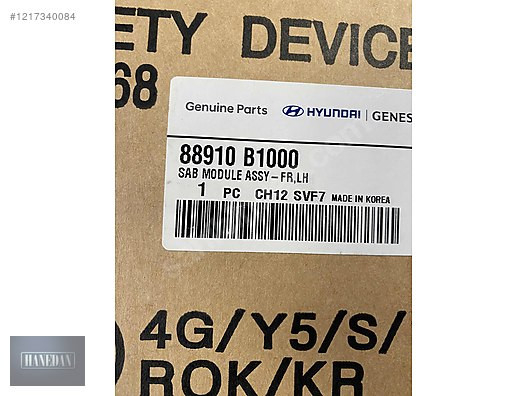 #1217340084
ETY DEVICE
68
Genuine Parts HYUNDAI | GENES
88910 B1000
SAB MODULE ASSY-FR,LH
1 PC CH12 SVF7 MADE IN KOREA
4G/Y5/S/
ROK/KR
HANEDAN